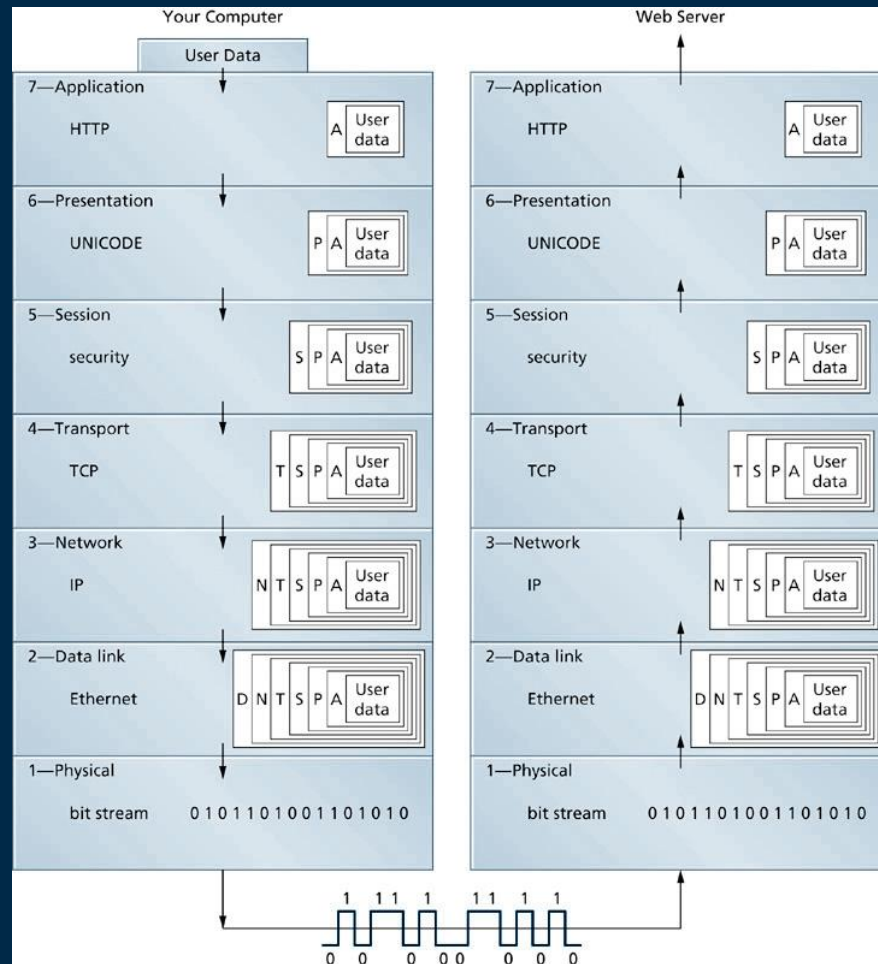 Your Computer
User Data
7—Application
HTTP
A User data
6—Presentation
UNICODE
P A User data
5—Session
security
S P A User data
4—Transport
TCP
T S P A User data
3—Network
IP
N T S P A User data
2—Data link
Ethernet
D N T S P A User data
1—Physical
bit stream 0 1 0 1 1 0 1 0 0 1 1 0 1 0 1 0
Web Server
7—Application
HTTP
A User data
6—Presentation
UNICODE
P A User data
5—Session
security
S P A User data
4—Transport
TCP
T S P A User data
3—Network
IP
N T S P A User data
2—Data link
Ethernet
D N T S P A User data
1—Physical
bit stream 0 1 0 1 1 0 1 0 0 1 1 0 1 0 1 0
1 1 1 1 1 1 1 1
0 0 0 0 0 0 0 0